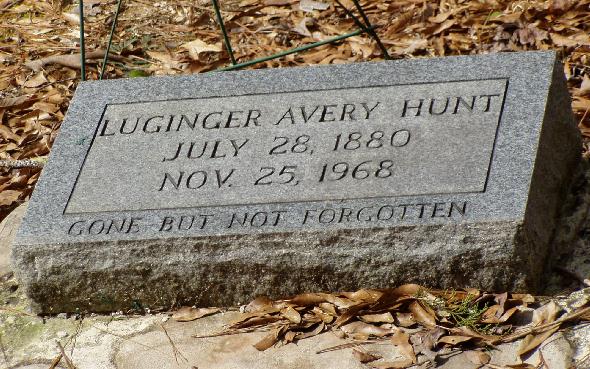 LUGINGER AVERY HUNT
JULY 28, 1880
NOV. 25, 1968
GONE BUT NOT FORGOTTEN